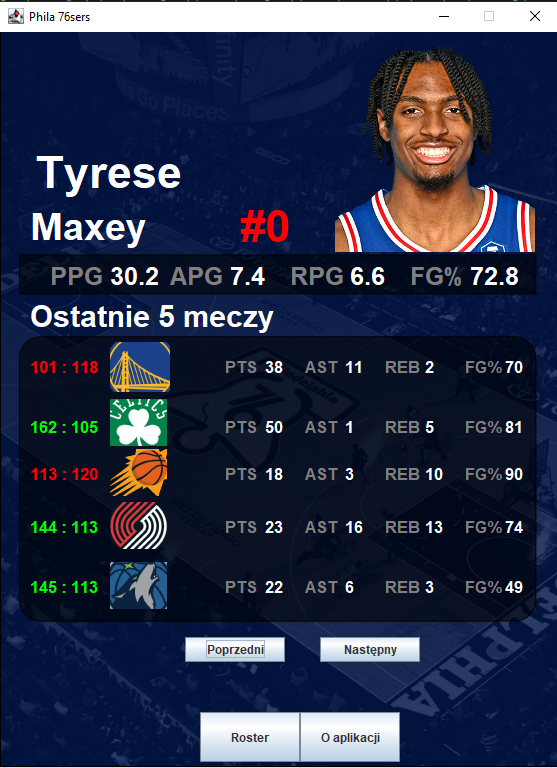 Phila 76sers
Tyrese
Maxey #0
PPG 30.2 APG 7.4 RPG 6.6 FG% 72.8
Ostatnie 5 meczy
101 : 118 PTS 38 AST 11 REB 2 FG% 70
CELTICS
162 : 105 PTS 50 AST 1 REB 5 FG% 81
113 : 120 PTS 18 AST 3 REB 10 FG% 90
144 : 113 PTS 23 AST 16 REB 13 FG% 74
145 : 113 PTS 22 AST 6 REB 3 FG% 49
Poprzedni Następny
Roster O aplikacji